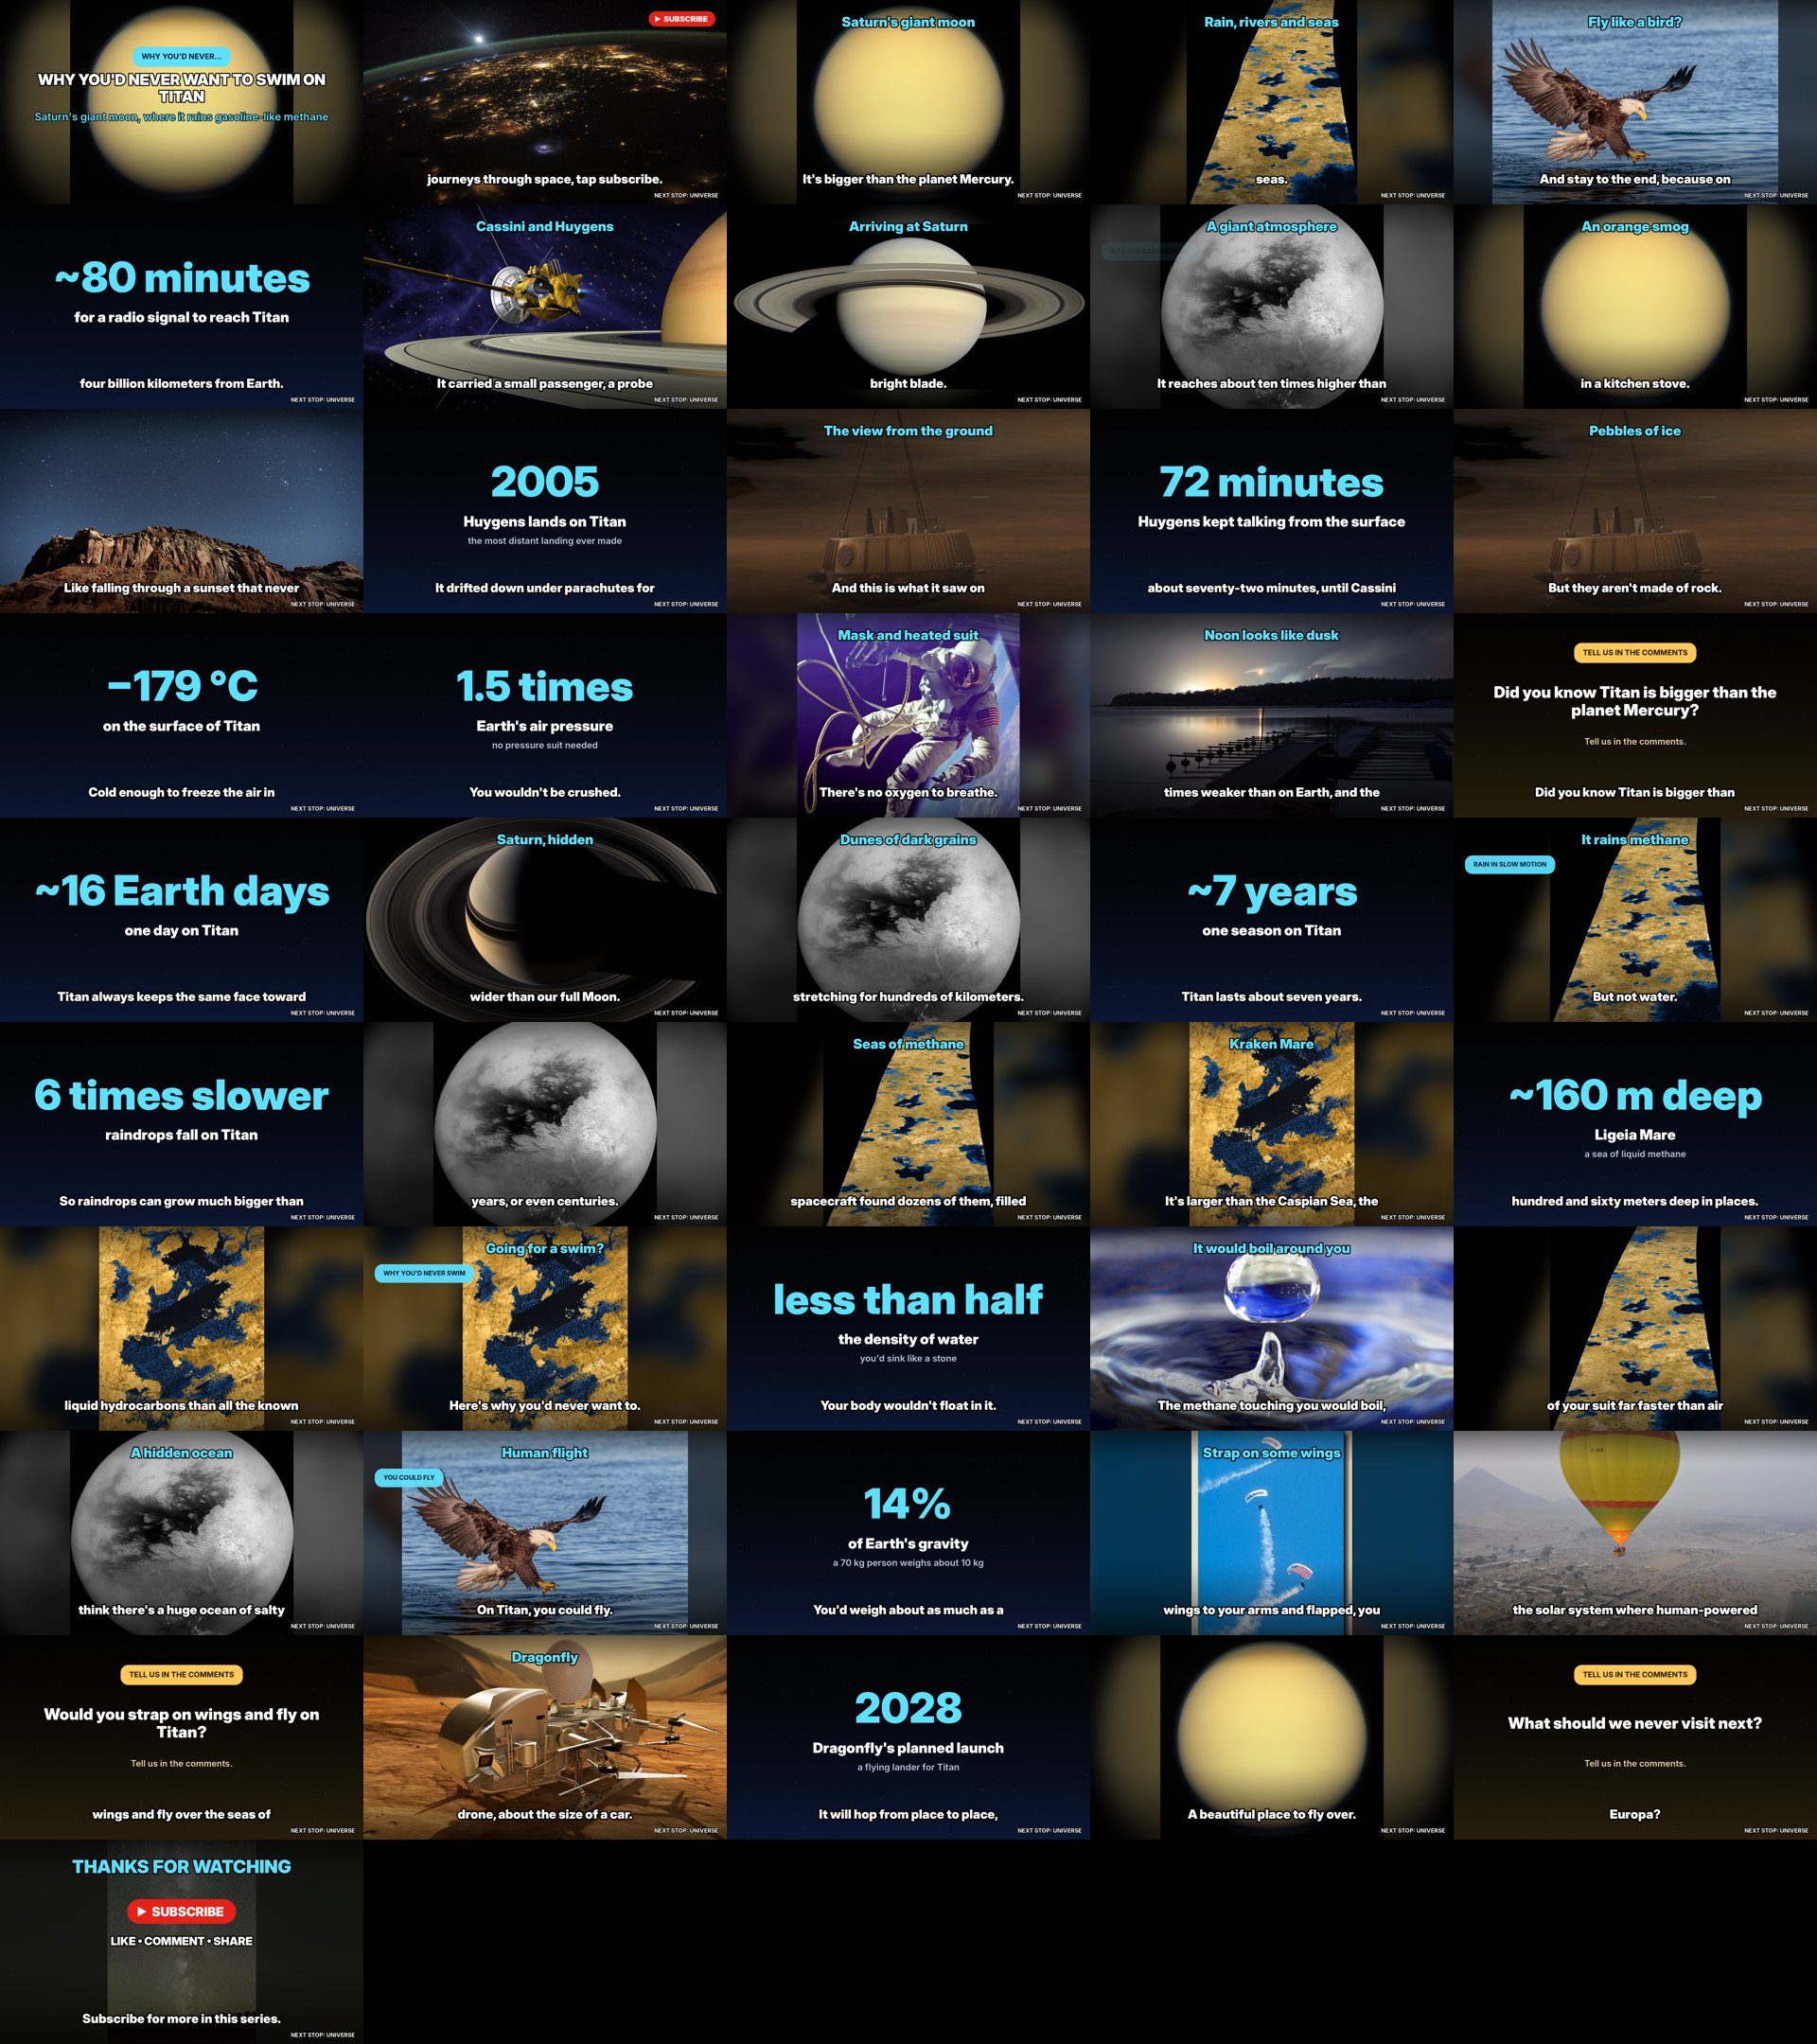 WHY YOU'D NEVER...
WHY YOU'D NEVER WANT TO SWIM ON
TITAN
Saturn's giant moon, where it rains gasoline-like methane
SUBSCRIBE
journeys through space, tap subscribe.
NEXT STOP: UNIVERSE
Saturn's giant moon
It's bigger than the planet Mercury.
NEXT STOP: UNIVERSE
Rain, rivers and seas
seas.
NEXT STOP: UNIVERSE
Fly like a bird?
And stay to the end, because on
NEXT STOP: UNIVERSE
~80 minutes
for a radio signal to reach Titan
four billion kilometers from Earth.
NEXT STOP: UNIVERSE
Cassini and Huygens
It carried a small passenger, a probe
NEXT STOP: UNIVERSE
Arriving at Saturn
bright blade.
NEXT STOP: UNIVERSE
A giant atmosphere
It reaches about ten times higher than
NEXT STOP: UNIVERSE
An orange smog
in a kitchen stove.
NEXT STOP: UNIVERSE
Like falling through a sunset that never
NEXT STOP: UNIVERSE
2005
Huygens lands on Titan
the most distant landing ever made
It drifted down under parachutes for
NEXT STOP: UNIVERSE
The view from the ground
And this is what it saw on
NEXT STOP: UNIVERSE
72 minutes
Huygens kept talking from the surface
about seventy-two minutes, until Cassini
NEXT STOP: UNIVERSE
Pebbles of ice
But they aren't made of rock.
NEXT STOP: UNIVERSE
−179 °C
on the surface of Titan
Cold enough to freeze the air in
NEXT STOP: UNIVERSE
1.5 times
Earth's air pressure
no pressure suit needed
You wouldn't be crushed.
NEXT STOP: UNIVERSE
Mask and heated suit
There's no oxygen to breathe.
NEXT STOP: UNIVERSE
Noon looks like dusk
times weaker than on Earth, and the
NEXT STOP: UNIVERSE
TELL US IN THE COMMENTS
Did you know Titan is bigger than the
planet Mercury?
Tell us in the comments.
Did you know Titan is bigger than
NEXT STOP: UNIVERSE
~16 Earth days
one day on Titan
Titan always keeps the same face toward
NEXT STOP: UNIVERSE
Saturn, hidden
wider than our full Moon.
NEXT STOP: UNIVERSE
Dunes of dark grains
stretching for hundreds of kilometers.
NEXT STOP: UNIVERSE
~7 years
one season on Titan
Titan lasts about seven years.
NEXT STOP: UNIVERSE
It rains methane
RAIN IN SLOW MOTION
But not water.
NEXT STOP: UNIVERSE
6 times slower
raindrops fall on Titan
So raindrops can grow much bigger than
NEXT STOP: UNIVERSE
years, or even centuries.
NEXT STOP: UNIVERSE
Seas of methane
spacecraft found dozens of them, filled
NEXT STOP: UNIVERSE
Kraken Mare
It's larger than the Caspian Sea, the
NEXT STOP: UNIVERSE
~160 m deep
Ligeia Mare
a sea of liquid methane
hundred and sixty meters deep in places.
NEXT STOP: UNIVERSE
liquid hydrocarbons than all the known
NEXT STOP: UNIVERSE
Going for a swim?
WHY YOU'D NEVER SWIM
Here's why you'd never want to.
NEXT STOP: UNIVERSE
less than half
the density of water
you'd sink like a stone
Your body wouldn't float in it.
NEXT STOP: UNIVERSE
It would boil around you
The methane touching you would boil,
NEXT STOP: UNIVERSE
of your suit far faster than air
NEXT STOP: UNIVERSE
A hidden ocean
think there's a huge ocean of salty
NEXT STOP: UNIVERSE
Human flight
YOU COULD FLY
On Titan, you could fly.
NEXT STOP: UNIVERSE
14%
of Earth's gravity
a 70 kg person weighs about 10 kg
You'd weigh about as much as a
NEXT STOP: UNIVERSE
Strap on some wings
wings to your arms and flapped, you
NEXT STOP: UNIVERSE
the solar system where human-powered
NEXT STOP: UNIVERSE
TELL US IN THE COMMENTS
Would you strap on wings and fly on
Titan?
Tell us in the comments.
wings and fly over the seas of
NEXT STOP: UNIVERSE
Dragonfly
drone, about the size of a car.
NEXT STOP: UNIVERSE
2028
Dragonfly's planned launch
a flying lander for Titan
It will hop from place to place,
NEXT STOP: UNIVERSE
A beautiful place to fly over.
NEXT STOP: UNIVERSE
TELL US IN THE COMMENTS
What should we never visit next?
Tell us in the comments.
Europa?
NEXT STOP: UNIVERSE
THANKS FOR WATCHING
SUBSCRIBE
LIKE • COMMENT • SHARE
Subscribe for more in this series.
NEXT STOP: UNIVERSE